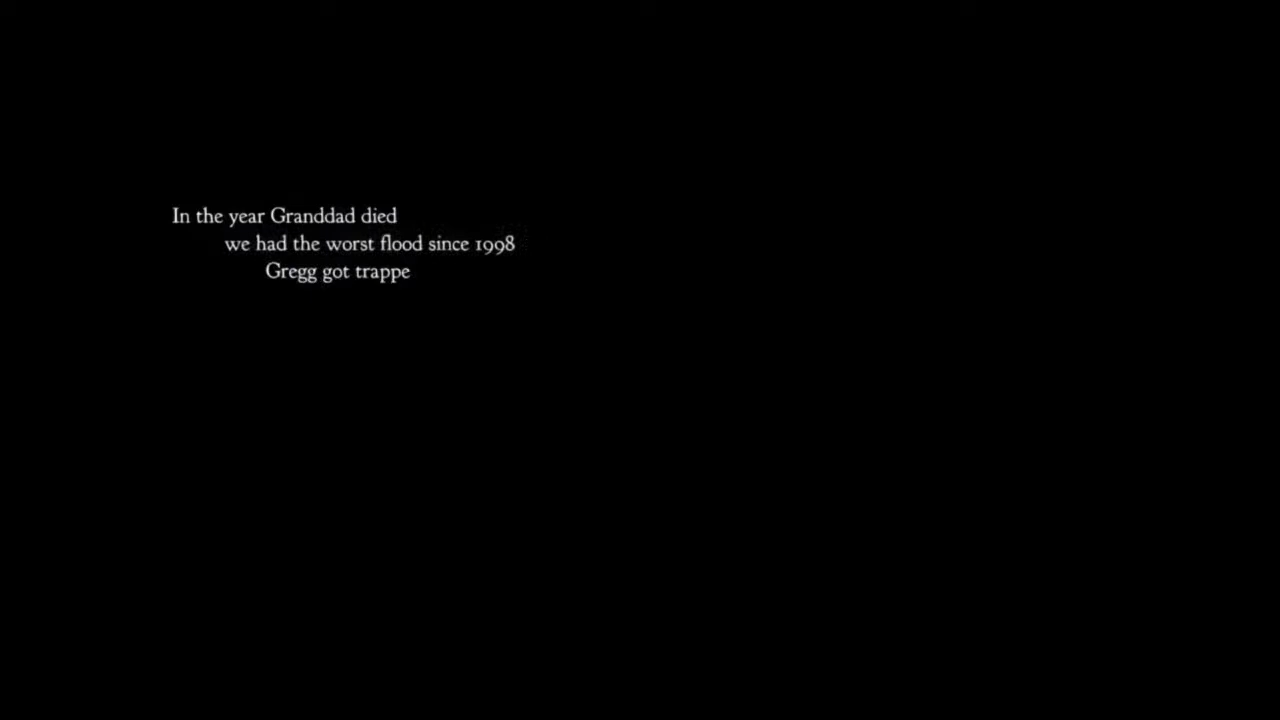 In the year Granddad died
we had the worst flood since 1998
Gregg got trappe